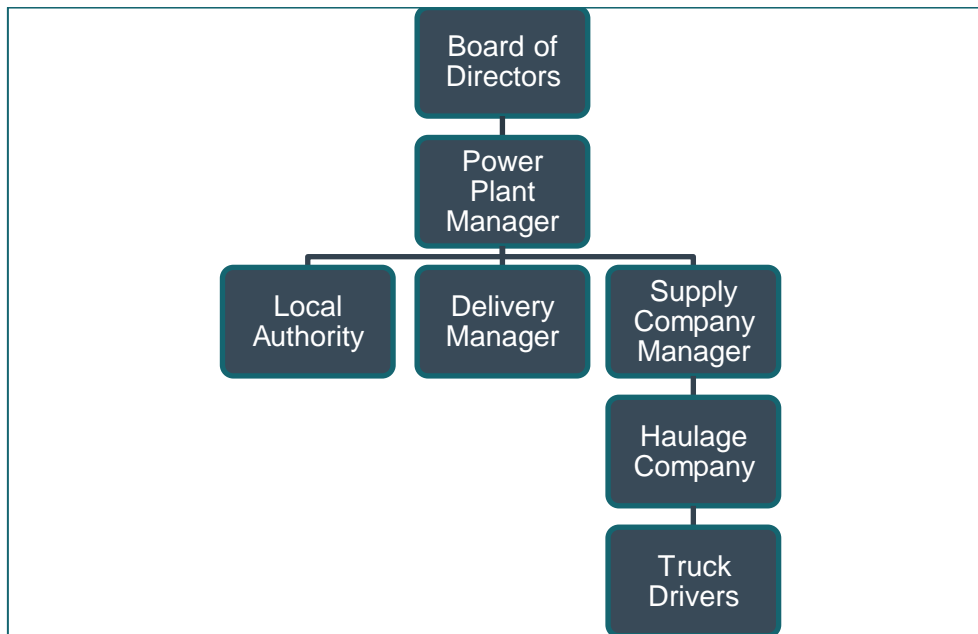 Board of
Directors
Power
Plant
Manager
Local
Authority
Delivery
Manager
Supply
Company
Manager
Haulage
Company
Truck
Drivers